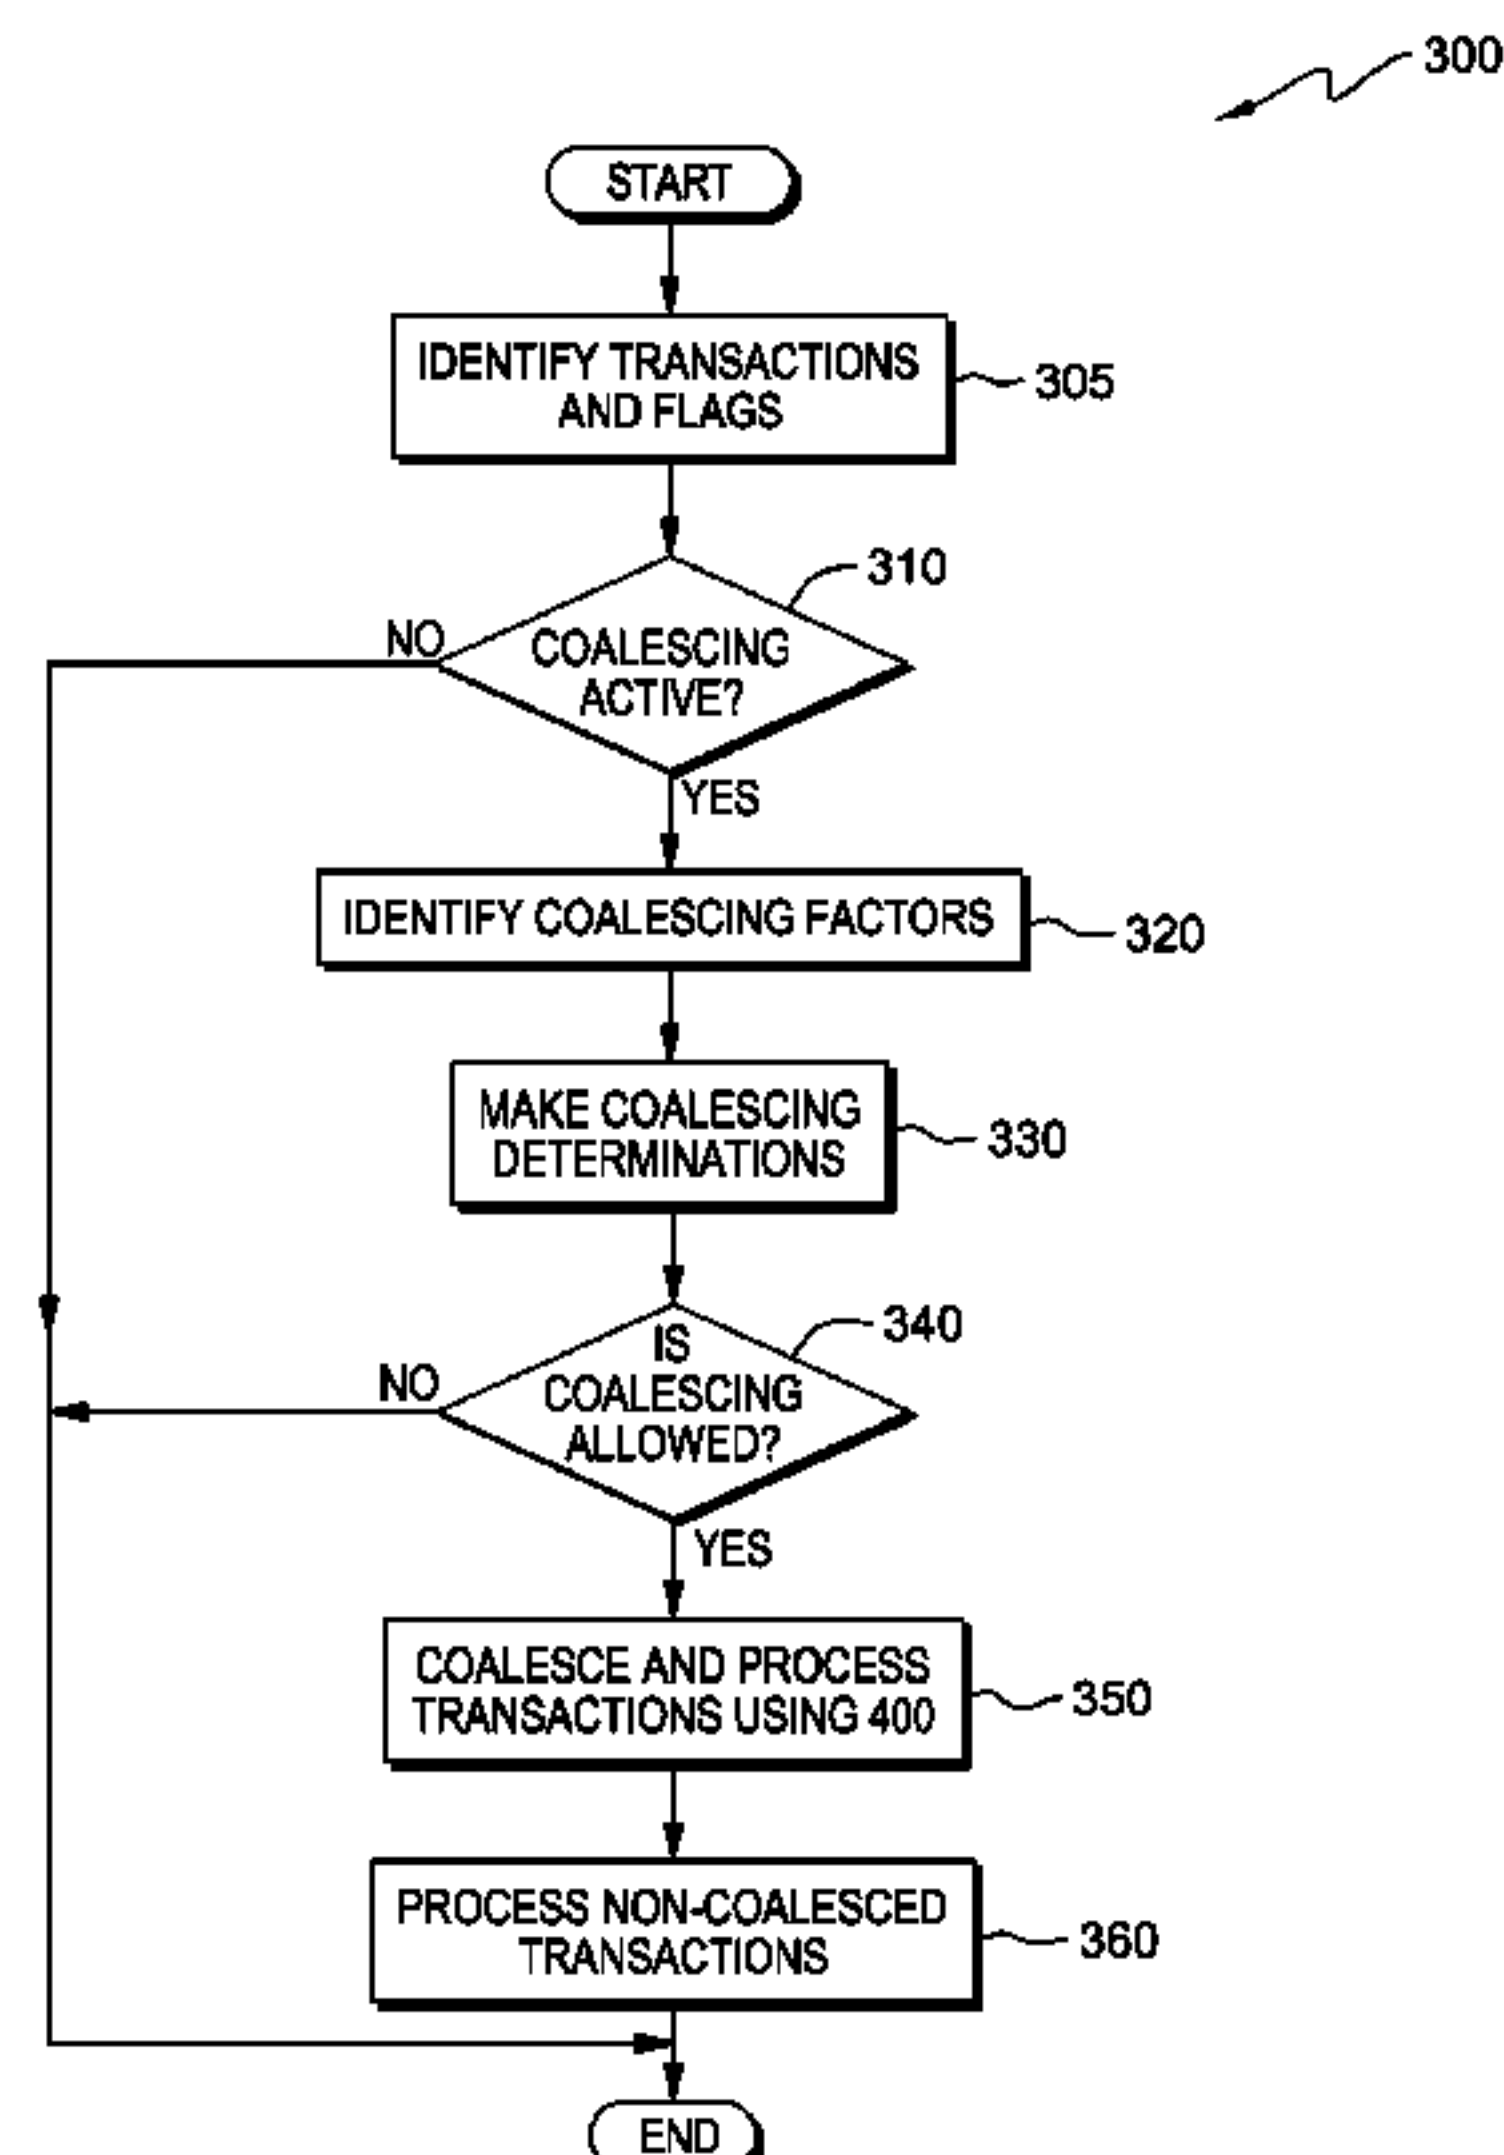 300
START
IDENTIFY TRANSACTIONS
AND FLAGS
305
310
NO
COALESCING
ACTIVE?
YES
IDENTIFY COALESCING FACTORS
320
MAKE COALESCING
DETERMINATIONS
330
340
NO
IS
COALESCING
ALLOWED?
YES
COALESCE AND PROCESS
TRANSACTIONS USING 400
350
PROCESS NON-COALESCED
TRANSACTIONS
360
END